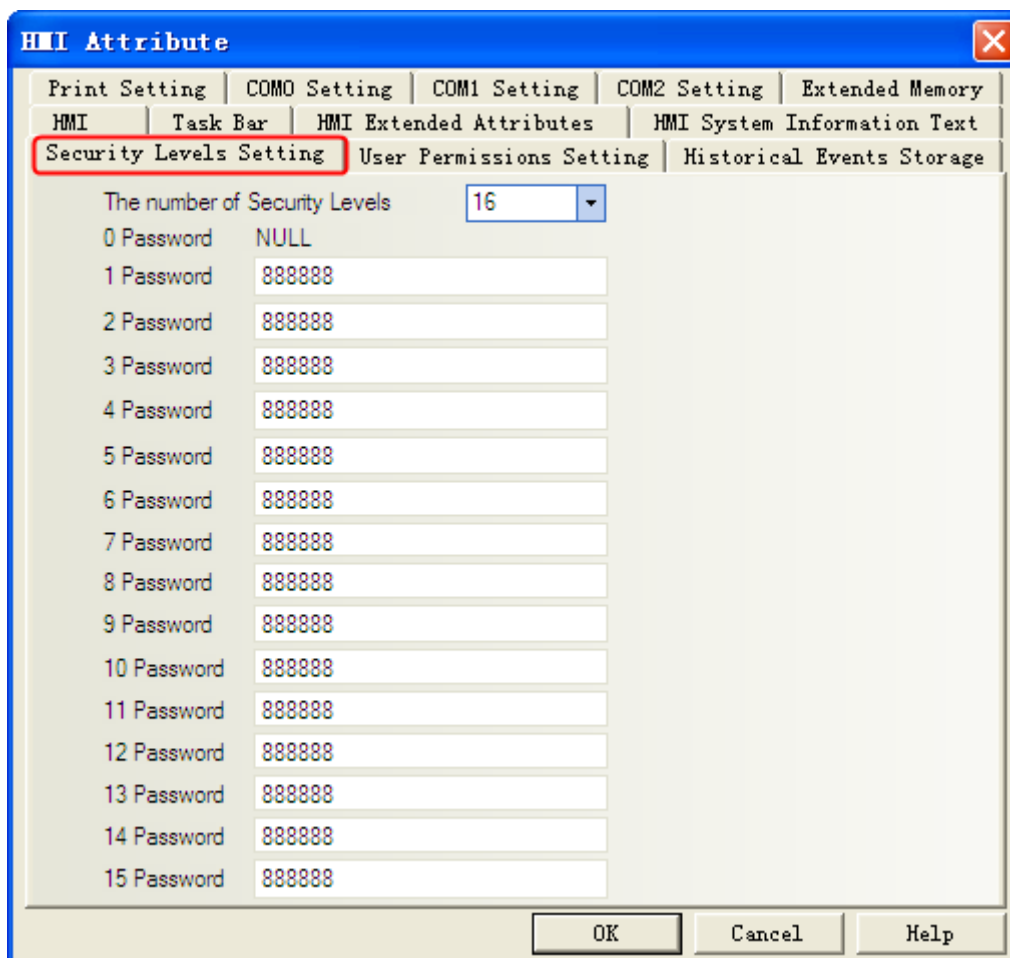 HMI Attribute
Print Setting COM0 Setting COM1 Setting COM2 Setting Extended Memory
HMI Task Bar HMI Extended Attributes HMI System Information Text
Security Levels Setting User Permissions Setting Historical Events Storage
The number of Security Levels 16
0 Password NULL
1 Password 888888
2 Password 888888
3 Password 888888
4 Password 888888
5 Password 888888
6 Password 888888
7 Password 888888
8 Password 888888
9 Password 888888
10 Password 888888
11 Password 888888
12 Password 888888
13 Password 888888
14 Password 888888
15 Password 888888
OK Cancel Help